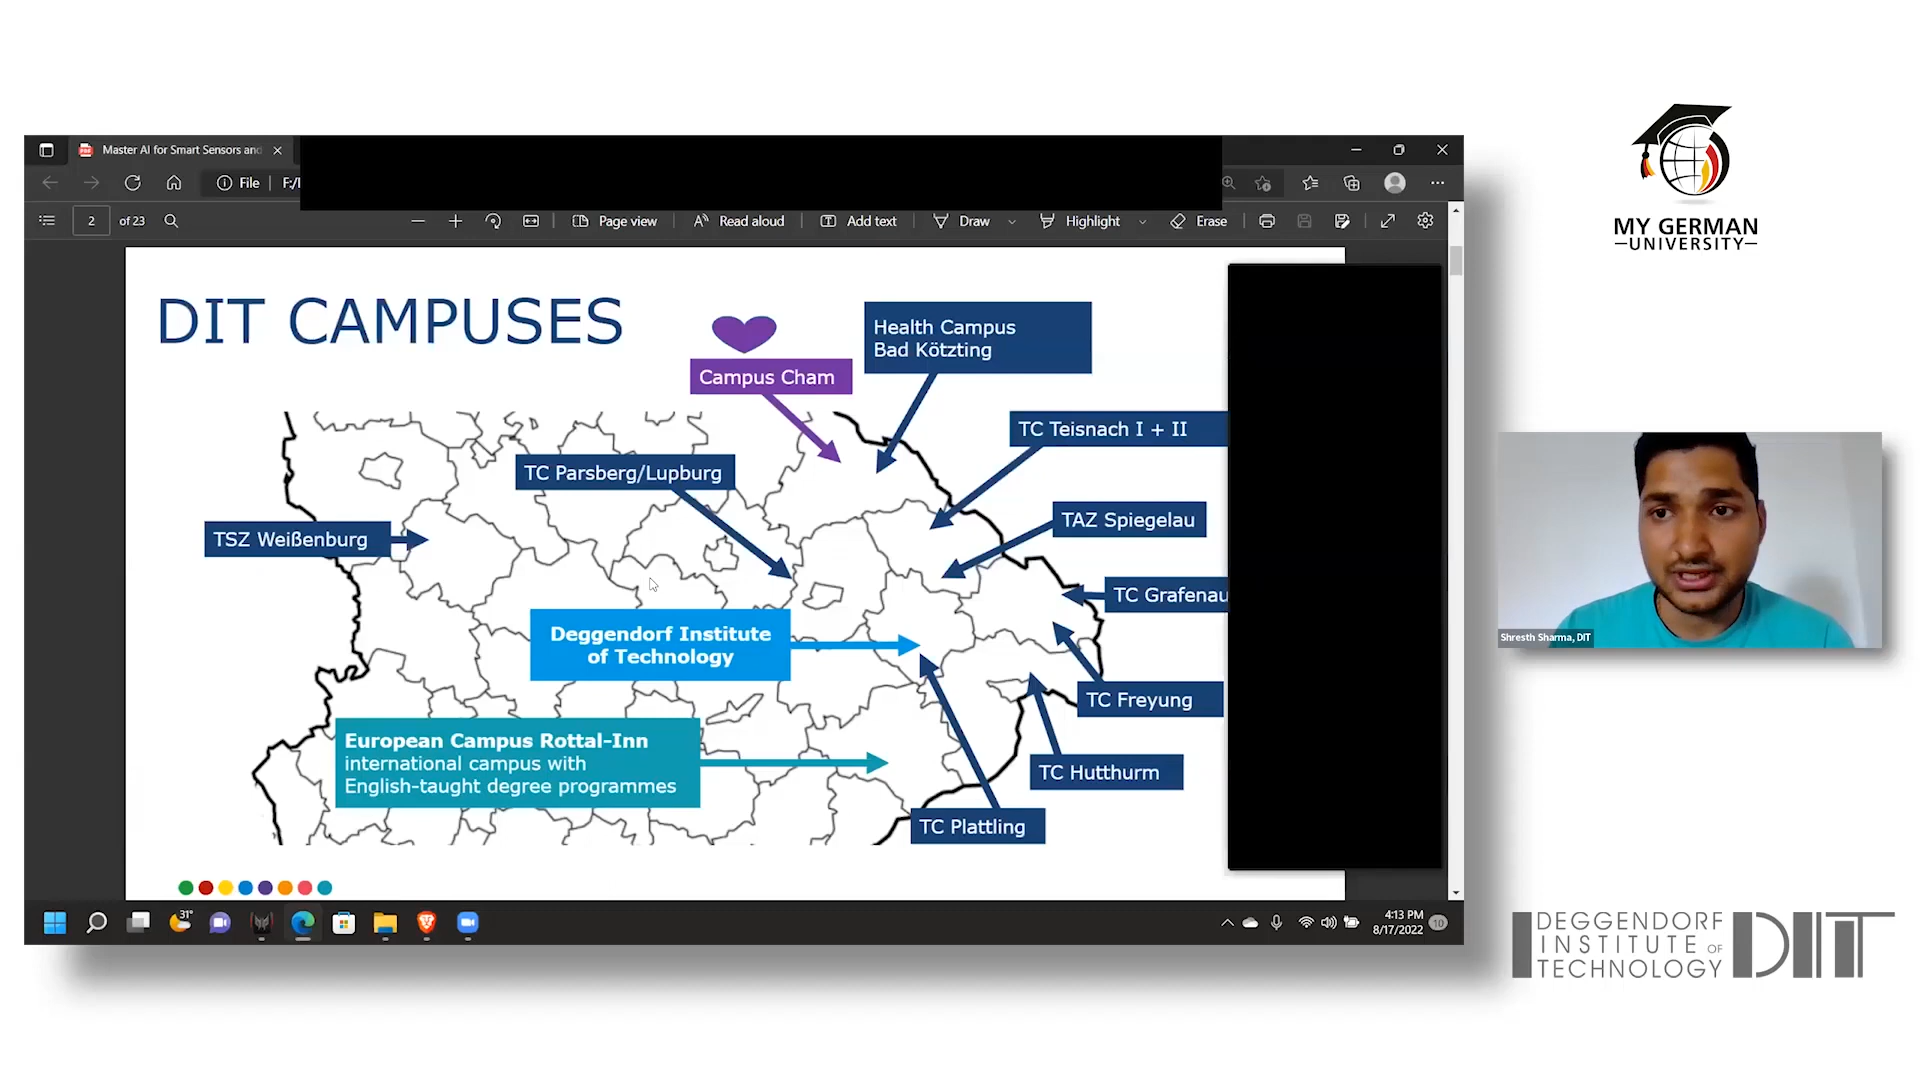 Master AI for Smart Sensors and
File
F:/
2 of 23
Page view
Read aloud
Add text
Draw
Highlight
Erase
DIT CAMPUSES
Campus Cham
Health Campus
Bad Kötzting
TC Teisnach I + II
TC Parsberg/Lupburg
TAZ Spiegelau
TSZ Weißenburg
TC Grafenau
Deggendorf Institute
of Technology
TC Freyung
European Campus Rottal-Inn
international campus with
English-taught degree programmes
TC Hutthurm
TC Plattling
31°
4:13 PM
8/17/2022
10
MY GERMAN
UNIVERSITY
Shresth Sharma, DIT
DEGGENDORF
INSTITUTE OF
TECHNOLOGY
DIT